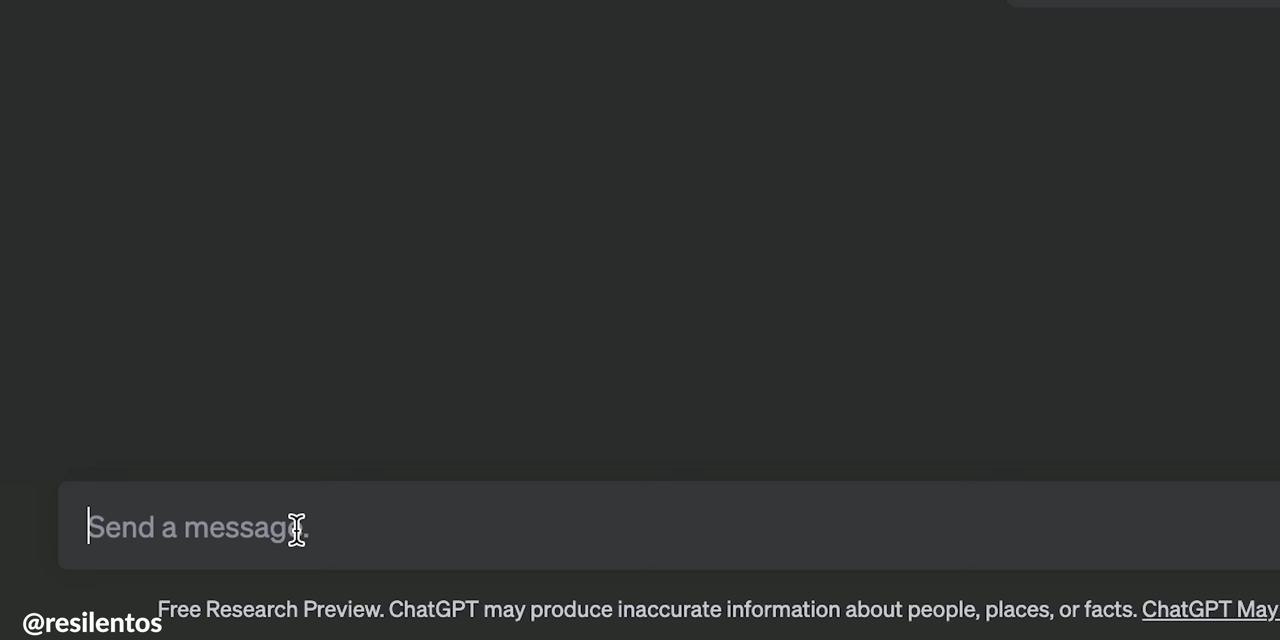 Send a message.
Free Research Preview. ChatGPT may produce inaccurate information about people, places, or facts. ChatGPT May
@resilentos